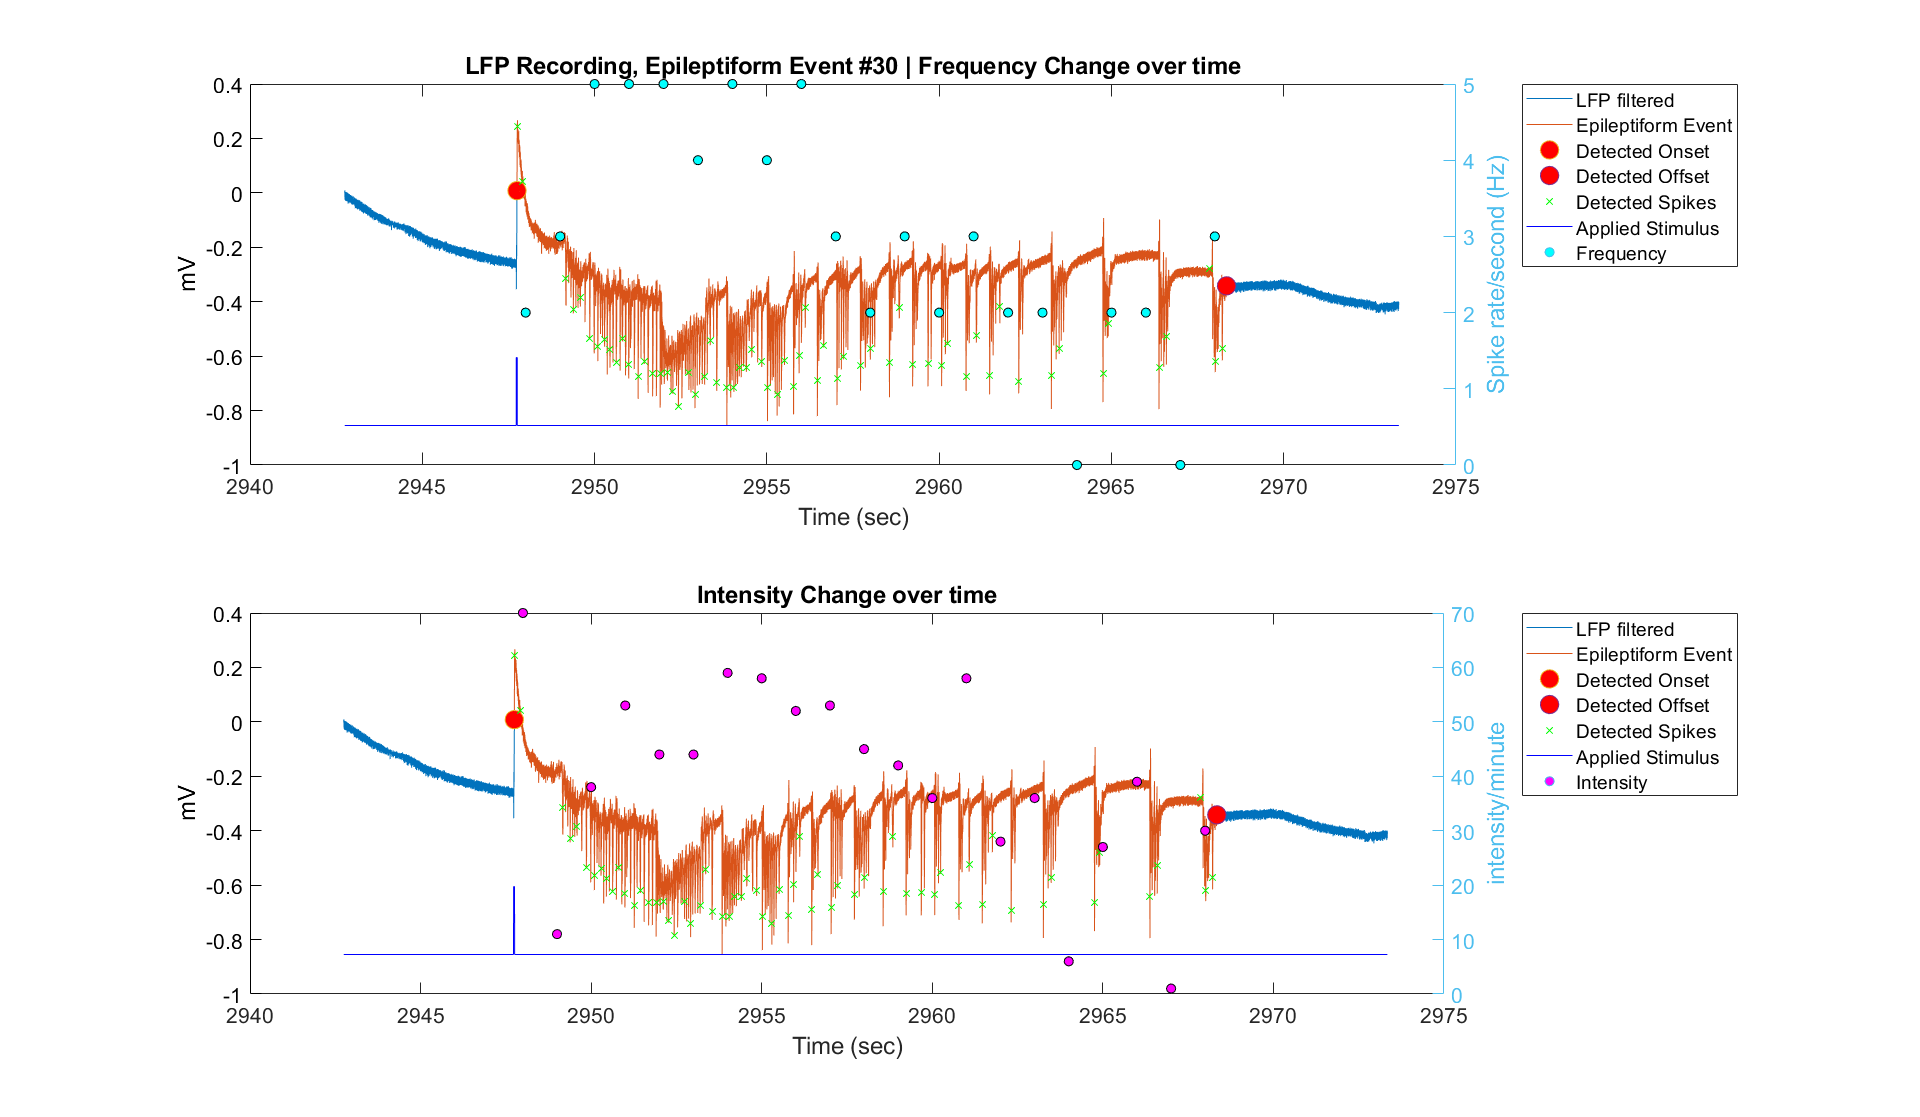 LFP Recording, Epileptiform Event #30 | Frequency Change over time
0.4
0.2
0
-0.2
-0.4
-0.6
-0.8
-1
mV
5
4
3
2
1
0
Spike rate/second (Hz)
2940 2945 2950 2955 2960 2965 2970 2975
Time (sec)
LFP filtered
Epileptiform Event
Detected Onset
Detected Offset
Detected Spikes
Applied Stimulus
Frequency
Intensity Change over time
0.4
0.2
0
-0.2
-0.4
-0.6
-0.8
-1
mV
70
60
50
40
30
20
10
0
intensity/minute
2940 2945 2950 2955 2960 2965 2970 2975
Time (sec)
LFP filtered
Epileptiform Event
Detected Onset
Detected Offset
Detected Spikes
Applied Stimulus
Intensity